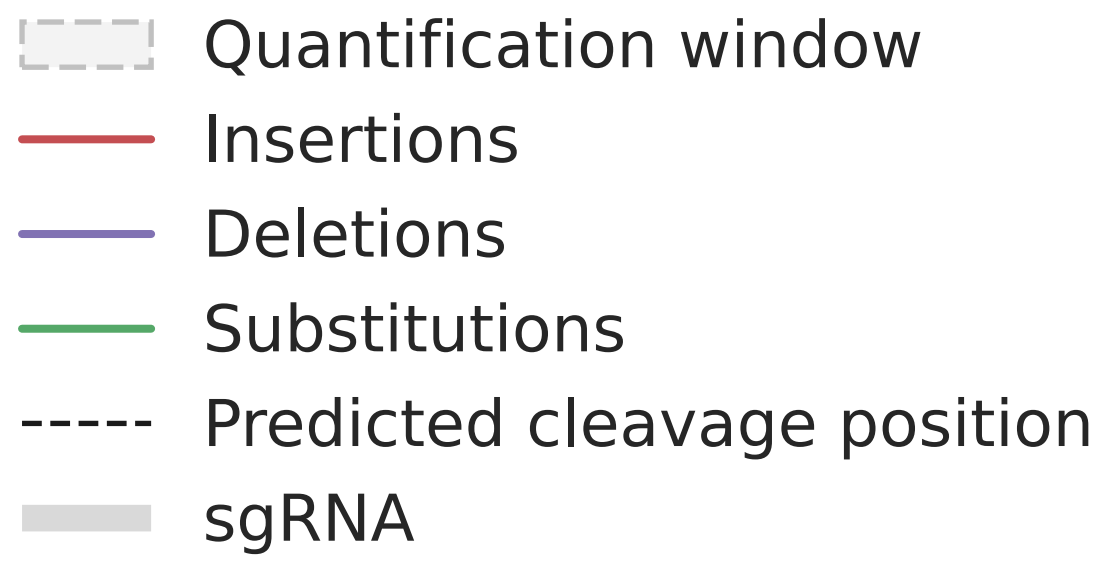 Quantification window
Insertions
Deletions
Substitutions
Predicted cleavage position
sgRNA